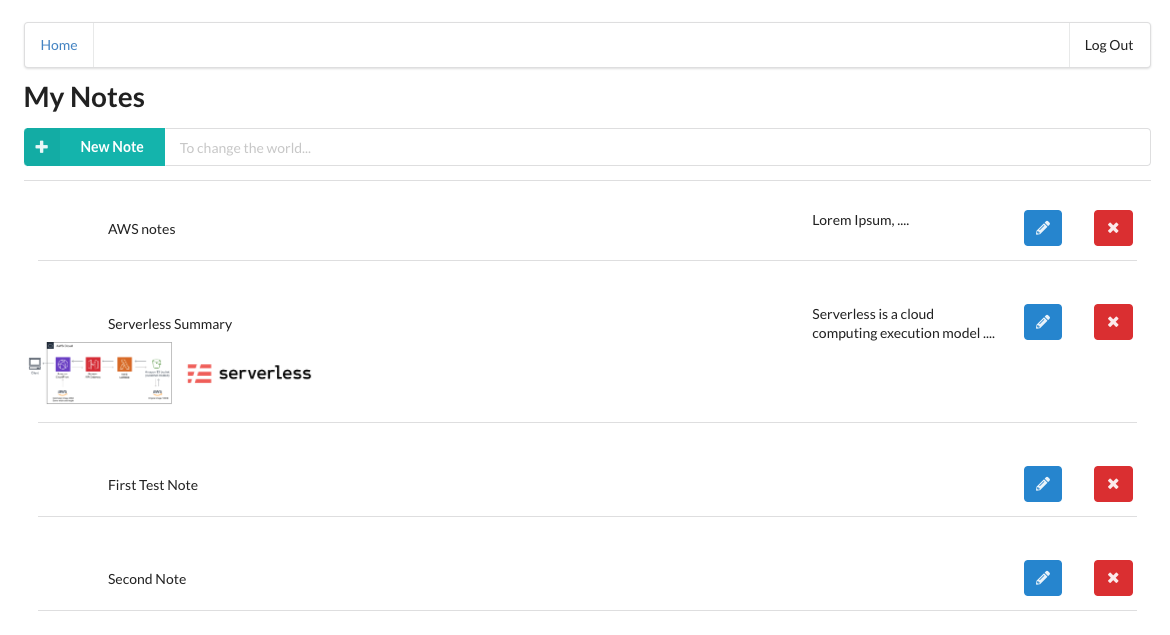 Home
Log Out
My Notes
New Note
To change the world...
AWS notes
Lorem Ipsum, ....
Serverless Summary
Serverless is a cloud
computing execution model ....
serverless
First Test Note
Second Note